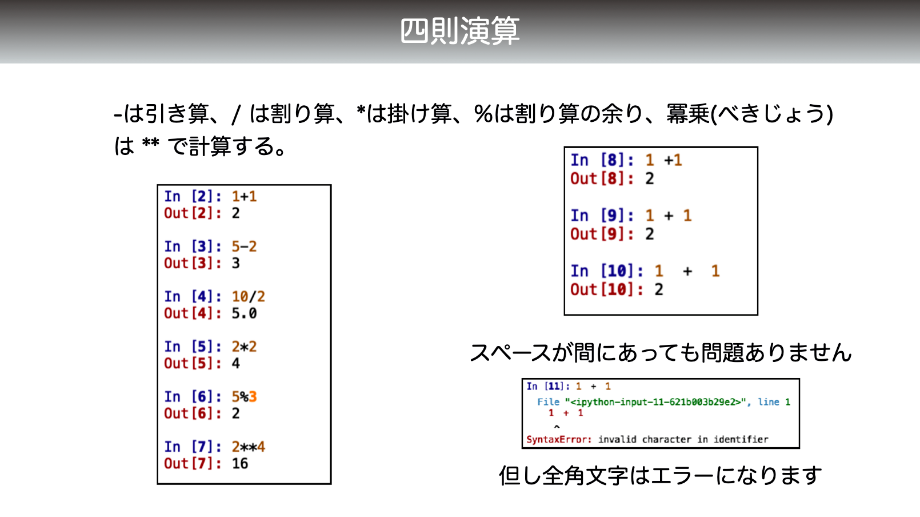 四則演算
-は引き算、/ は割り算、*は掛け算、%は割り算の余り、冪乗(べきじょう)
は ** で計算する。
In [2]: 1+1
Out[2]: 2
In [3]: 5-2
Out[3]: 3
In [4]: 10/2
Out[4]: 5.0
In [5]: 2*2
Out[5]: 4
In [6]: 5%3
Out[6]: 2
In [7]: 2**4
Out[7]: 16
In [8]: 1 +1
Out[8]: 2
In [9]: 1 + 1
Out[9]: 2
In [10]: 1  +  1
Out[10]: 2
スペースが間にあっても問題ありません
In [11]: 1 + 1
File "<ipython-input-11-621b003b29e2>", line 1
1 + 1
^
SyntaxError: invalid character in identifier
但し全角文字はエラーになります